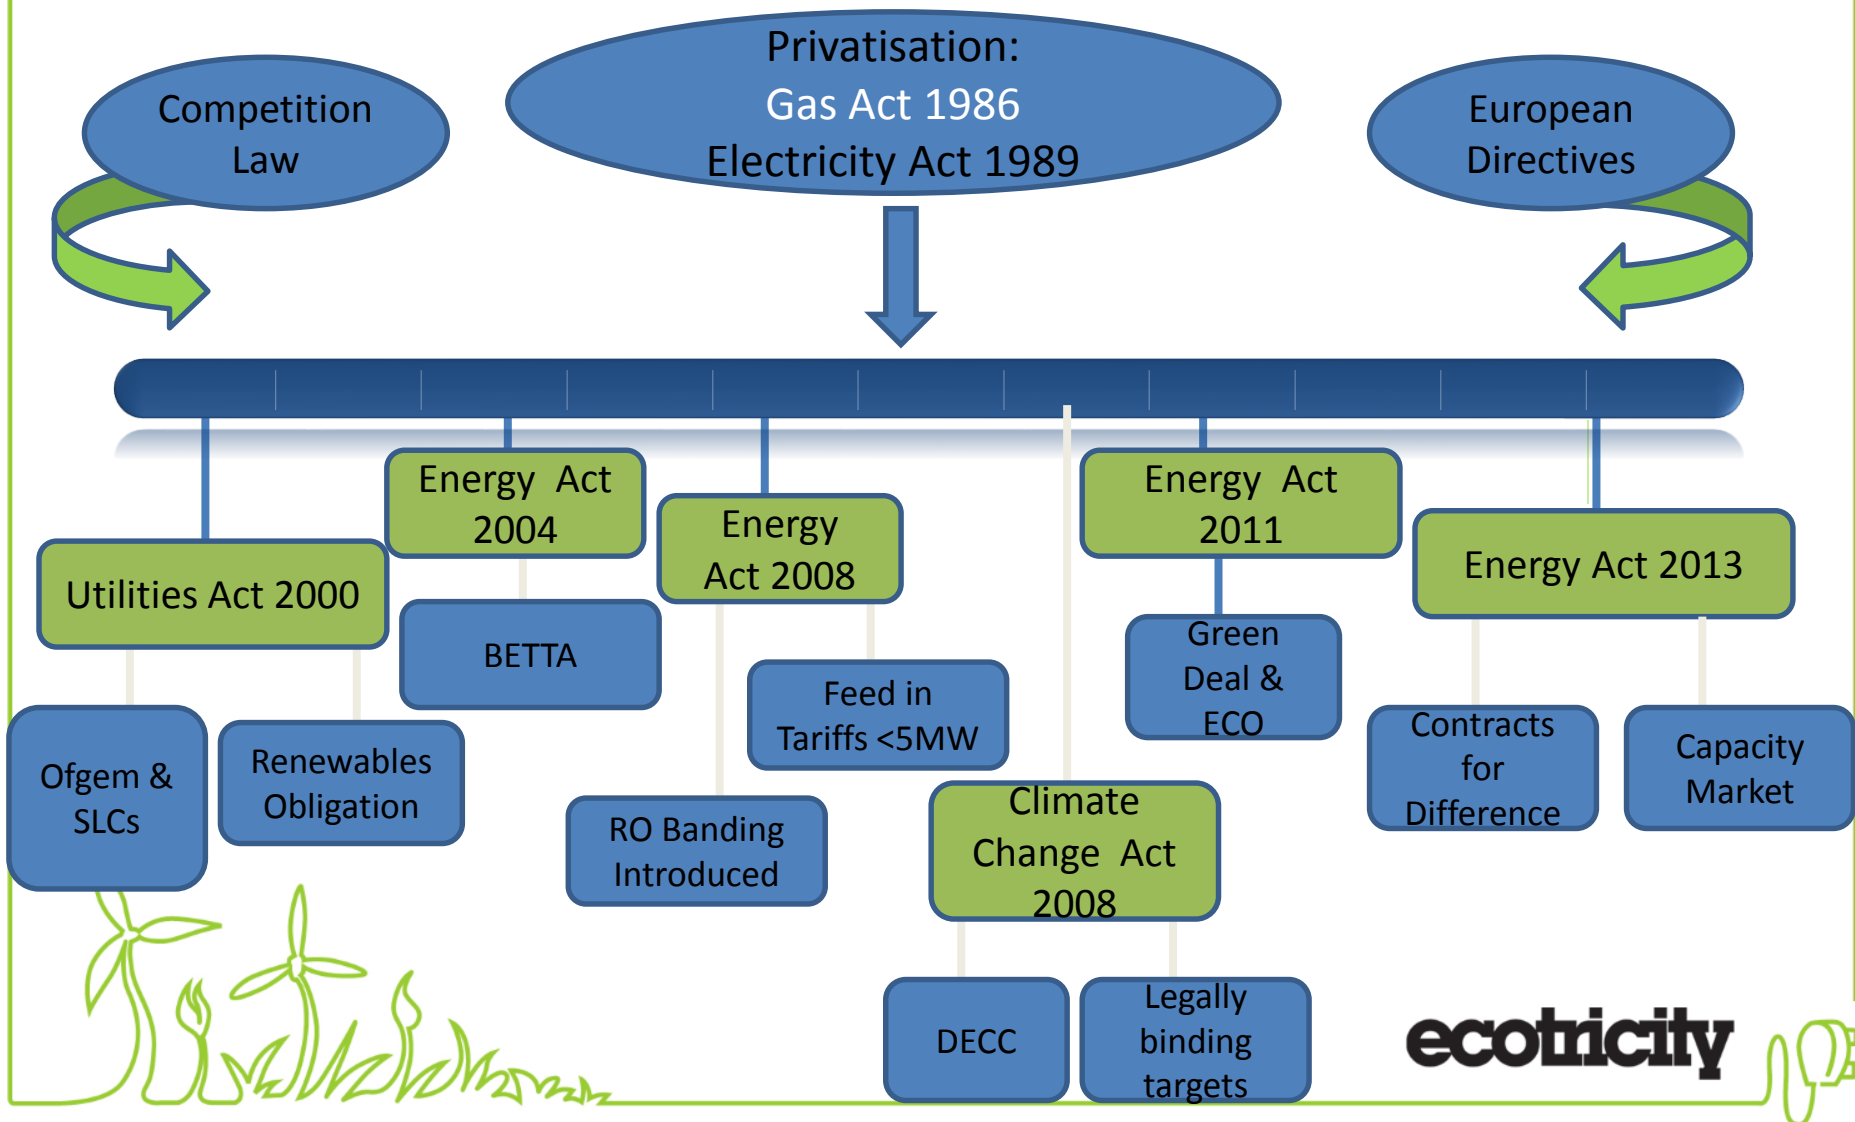 Privatisation:
Gas Act 1986
Electricity Act 1989
Competition
Law
European
Directives
Utilities Act 2000
Ofgem &
SLCs
Renewables
Obligation
Energy  Act
2004
BETTA
Energy
Act 2008
RO Banding
Introduced
Feed in
Tariffs <5MW
Climate
Change  Act
2008
DECC
Legally
binding
targets
Energy  Act
2011
Green
Deal &
ECO
Energy Act 2013
Contracts
for
Difference
Capacity
Market
ecotricity